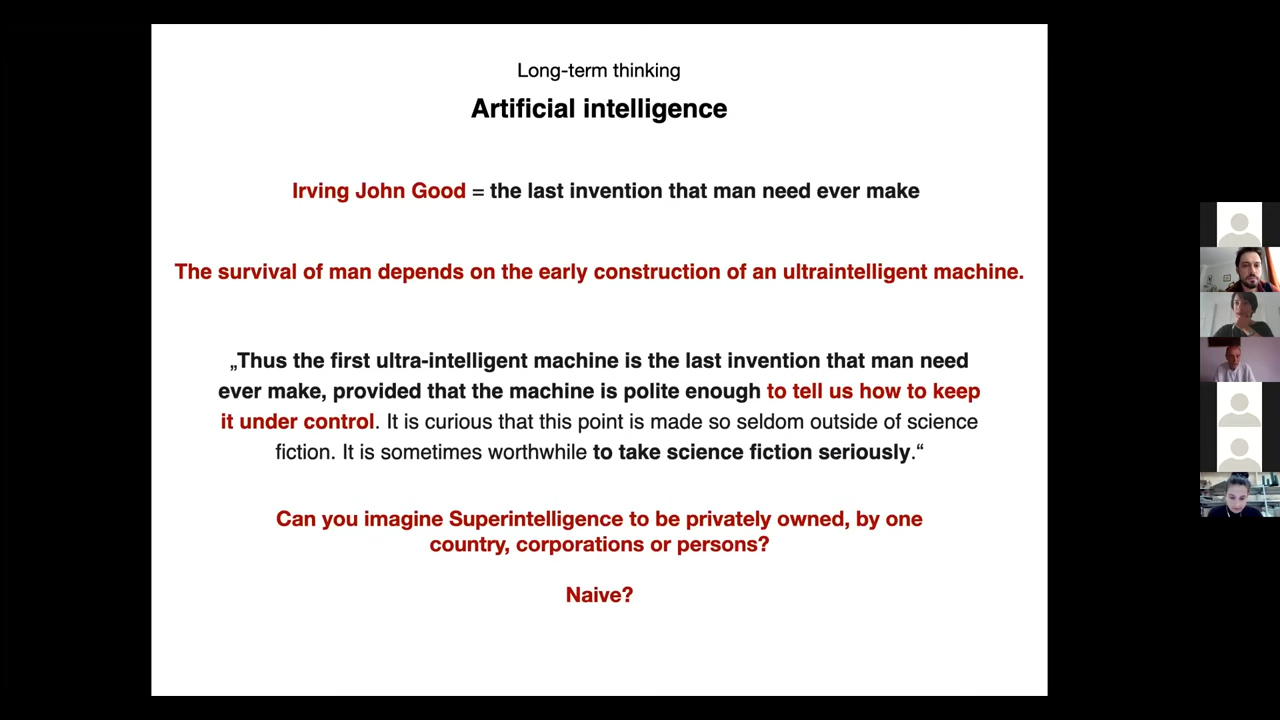 Long-term thinking
Artificial intelligence
Irving John Good = the last invention that man need ever make
The survival of man depends on the early construction of an ultraintelligent machine.
„Thus the first ultra-intelligent machine is the last invention that man need
ever make, provided that the machine is polite enough to tell us how to keep
it under control. It is curious that this point is made so seldom outside of science
fiction. It is sometimes worthwhile to take science fiction seriously.“
Can you imagine Superintelligence to be privately owned, by one
country, corporations or persons?
Naive?